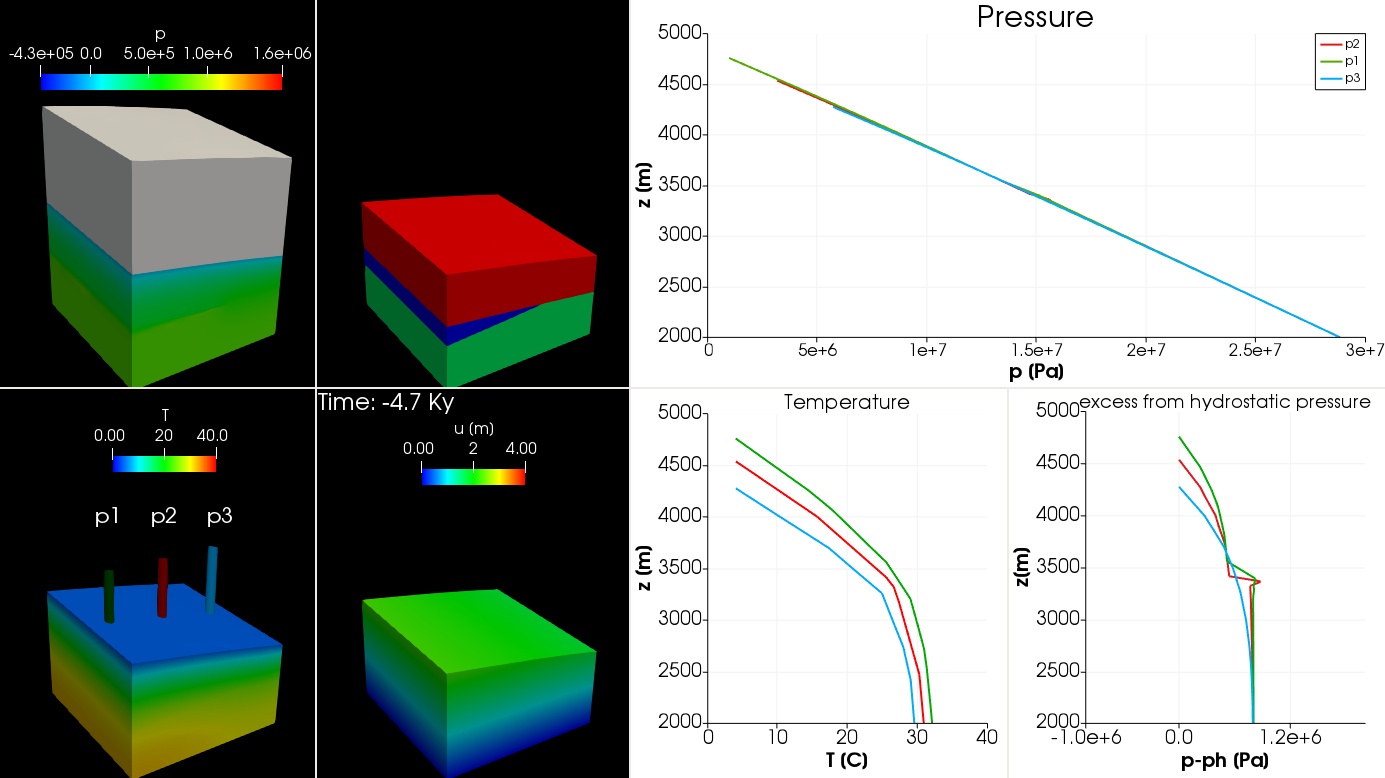 p
-4.3e+05 0.0 5.0e+5 1.0e+6 1.6e+06
Pressure
5000
4500
4000
3500
3000
2500
2000
z (m)
p2
p1
p3
0 5e+6 1e+7 1.5e+7 2e+7 2.5e+7 3e+7
p (Pa)
T
0.00 20 40.0
p1 p2 p3
Time: -4.7 Ky
u (m)
0.00 2 4.00
Temperature
5000
4500
4000
3500
3000
2500
2000
z (m)
0 10 20 30 40
T (C)
excess from hydrostatic pressure
5000
4500
4000
3500
3000
2500
2000
z(m)
-1.0e+6 0.0 1.2e+6
p-ph (Pa)